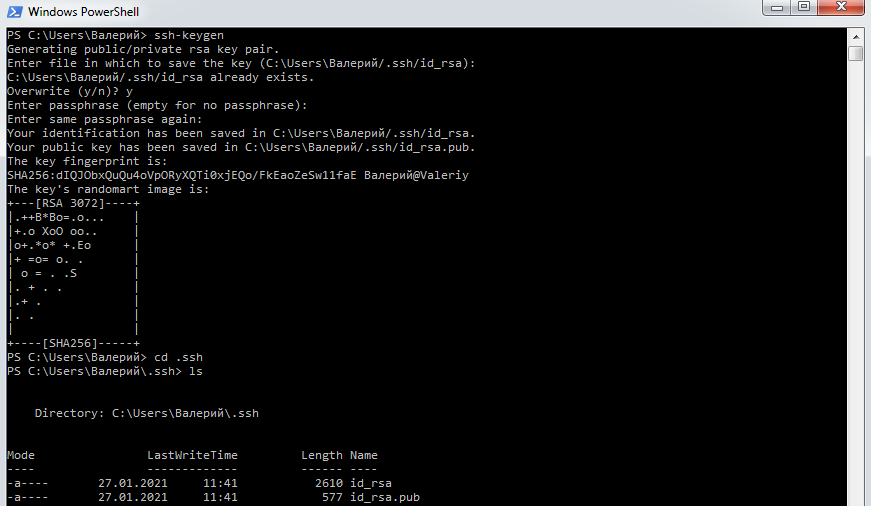 Windows PowerShell
PS C:\Users\Валерий> ssh-keygen
Generating public/private rsa key pair.
Enter file in which to save the key (C:\Users\Валерий/.ssh/id_rsa):
C:\Users\Валерий/.ssh/id_rsa already exists.
Overwrite (y/n)? y
Enter passphrase (empty for no passphrase):
Enter same passphrase again:
Your identification has been saved in C:\Users\Валерий/.ssh/id_rsa.
Your public key has been saved in C:\Users\Валерий/.ssh/id_rsa.pub.
The key fingerprint is:
SHA256:dIQJObxQuQu4oVpORyXQTi0xjEQo/FkEaoZeSw11faE Валерий@Valeriy
The key's randomart image is:
+---[RSA 3072]----+
|.++B*Bo=.o...    |
|+.o XoO oo..     |
|o+.*o* +.Eo      |
|+ =o= o. .       |
| o = . .S        |
|. + . .          |
|.+ .             |
|. .              |
|                 |
+----[SHA256]-----+
PS C:\Users\Валерий> cd .ssh
PS C:\Users\Валерий\.ssh> ls
Directory: C:\Users\Валерий\.ssh
Mode                LastWriteTime         Length Name
----                -------------         ------ ----
-a----       27.01.2021     11:41           2610 id_rsa
-a----       27.01.2021     11:41            577 id_rsa.pub